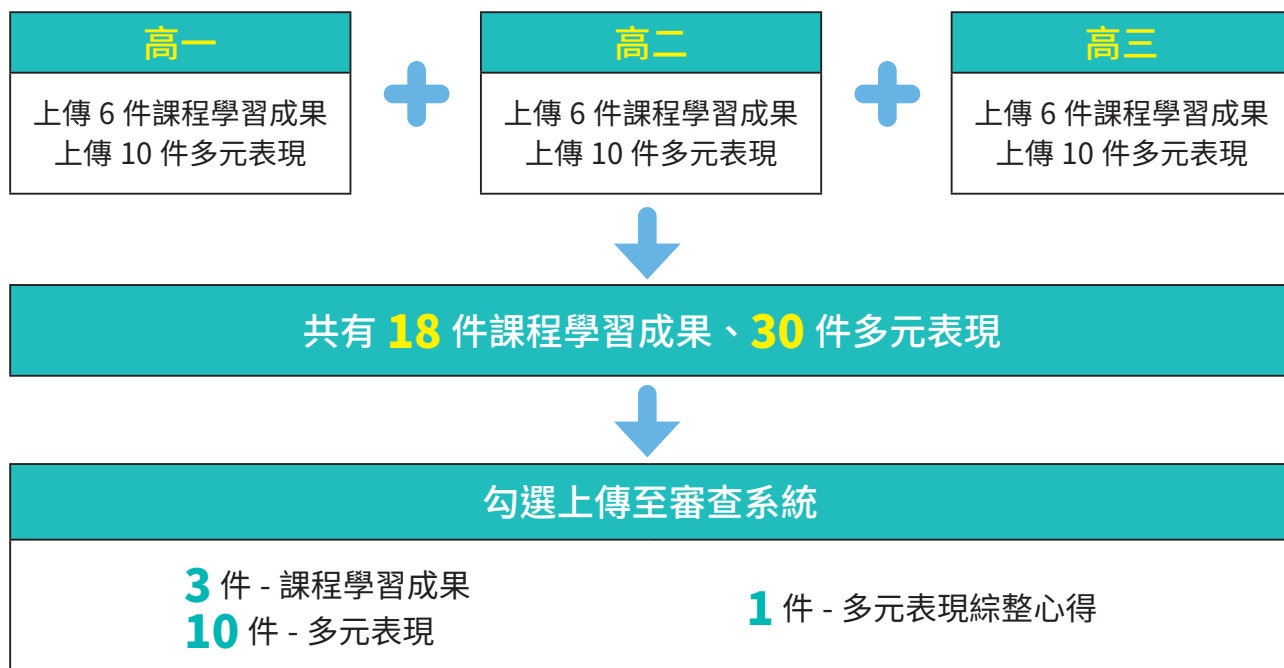 高一
上傳 6 件課程學習成果
上傳 10 件多元表現
高二
上傳 6 件課程學習成果
上傳 10 件多元表現
高三
上傳 6 件課程學習成果
上傳 10 件多元表現
共有 18 件課程學習成果、30 件多元表現
勾選上傳至審查系統
3 件 - 課程學習成果
10 件 - 多元表現
1 件 - 多元表現綜整心得